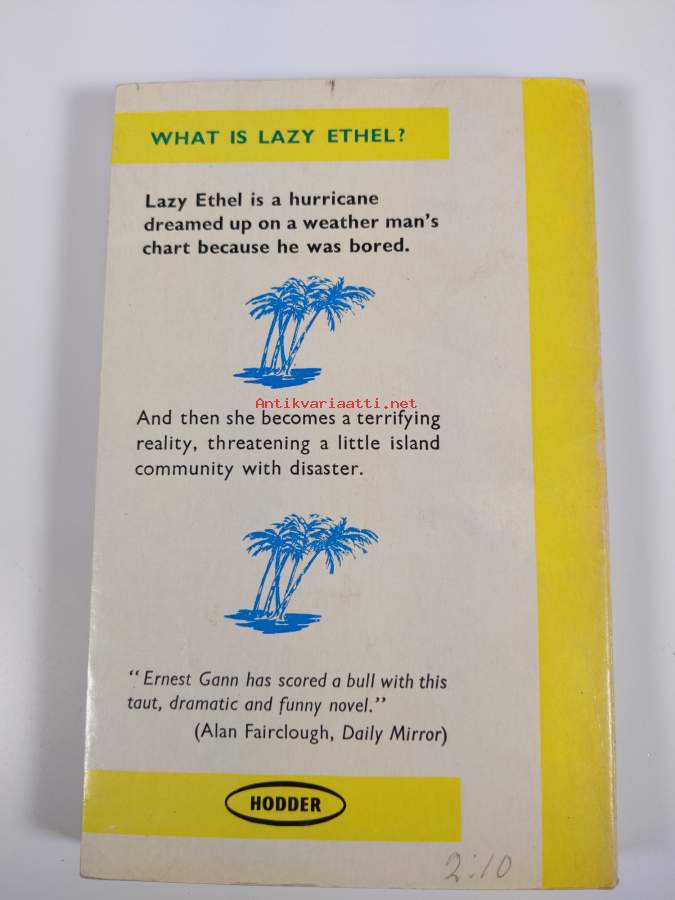 WHAT IS LAZY ETHEL?
Lazy Ethel is a hurricane
dreamed up on a weather man's
chart because he was bored.
Antikvariaatti.net
And then she becomes a terrifying
reality, threatening a little island
community with disaster.
"Ernest Gann has scored a bull with this
taut, dramatic and funny novel."
(Alan Fairclough, Daily Mirror)
HODDER
2:10